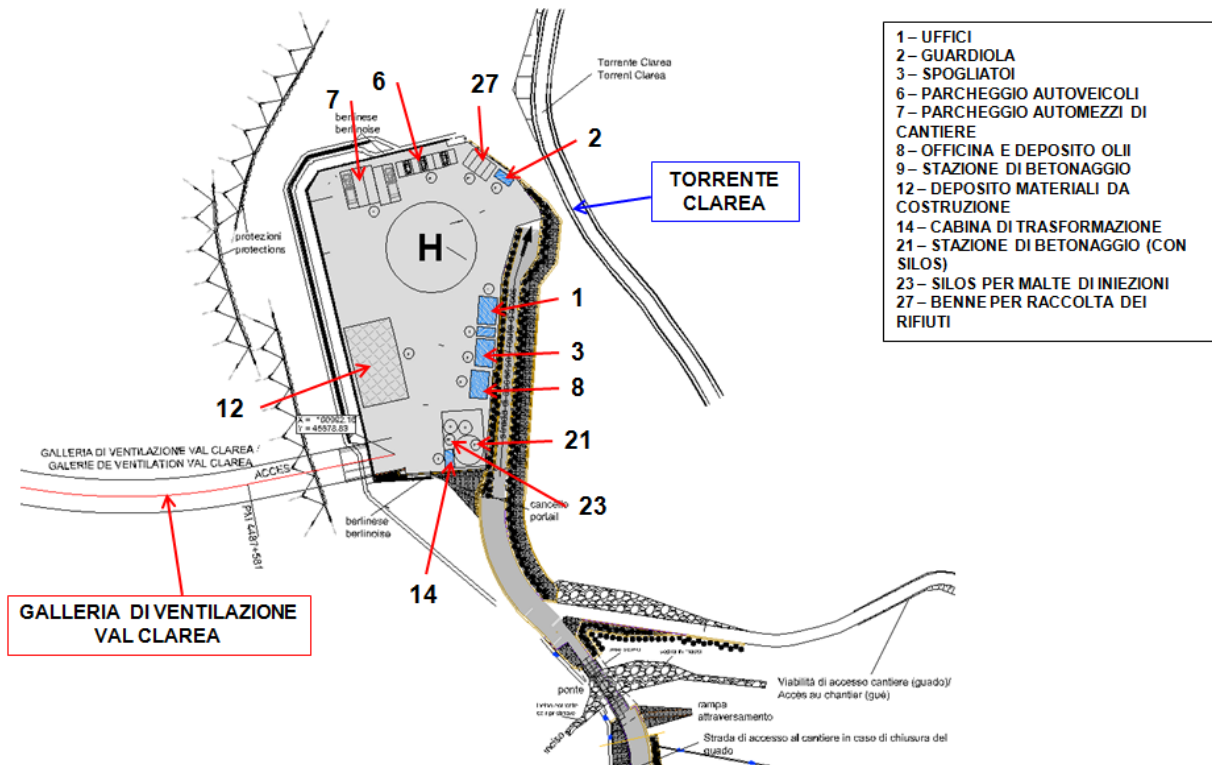 1 – UFFICI
2 – GUARDIOLA
3 – SPOGLIATOI
6 – PARCHEGGIO AUTOVEICOLI
7 – PARCHEGGIO AUTOMEZZI DI
CANTIERE
8 – OFFICINA E DEPOSITO OLII
9 – STAZIONE DI BETONAGGIO
12 – DEPOSITO MATERIALI DA
COSTRUZIONE
14 – CABINA DI TRASFORMAZIONE
21 – STAZIONE DI BETONAGGIO (CON
SILOS)
23 – SILOS PER MALTE DI INIEZIONI
27 – BENNE PER RACCOLTA DEI
RIFIUTI
Torrente Clarea
Torrent Clarea
6
27
7
2
berlinese
berlinoise
TORRENTE
CLAREA
protezioni
protections
H
1
3
8
12
21
GALLERIA DI VENTILAZIONE VAL CLAREA /
GALERIE DE VENTILATION VAL CLAREA
ACCES
23
cancello
portail
berlinese
berlinoise
14
GALLERIA DI VENTILAZIONE
VAL CLAREA
ponte
Viabilità di accesso cantiere (guado)/
Accès au chantier (gué)
rampa
attraversamento
inciso
Strada di accesso al cantiere in caso di chiusura del
guado